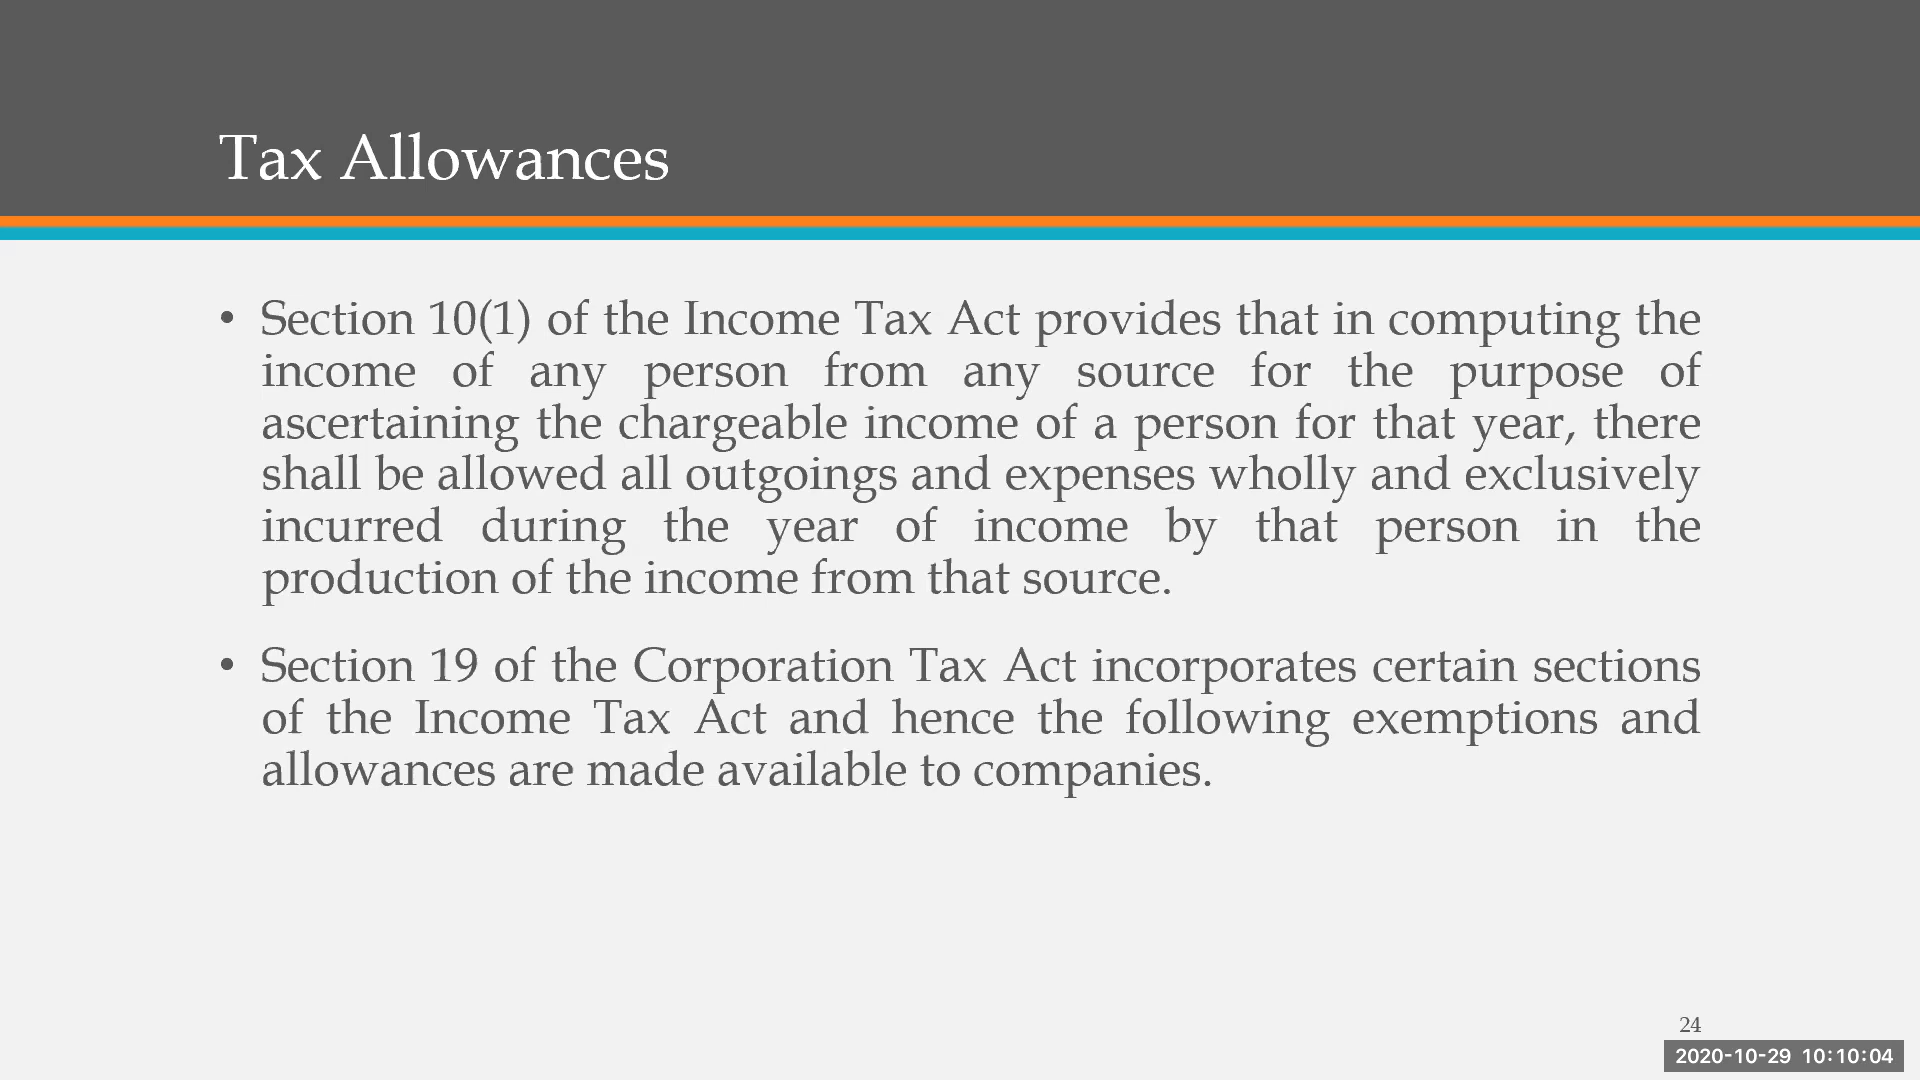 Tax Allowances
• Section 10(1) of the Income Tax Act provides that in computing the
income of any person from any source for the purpose of
ascertaining the chargeable income of a person for that year, there
shall be allowed all outgoings and expenses wholly and exclusively
incurred during the year of income by that person in the
production of the income from that source.
• Section 19 of the Corporation Tax Act incorporates certain sections
of the Income Tax Act and hence the following exemptions and
allowances are made available to companies.
24
2020-10-29 10:10:04